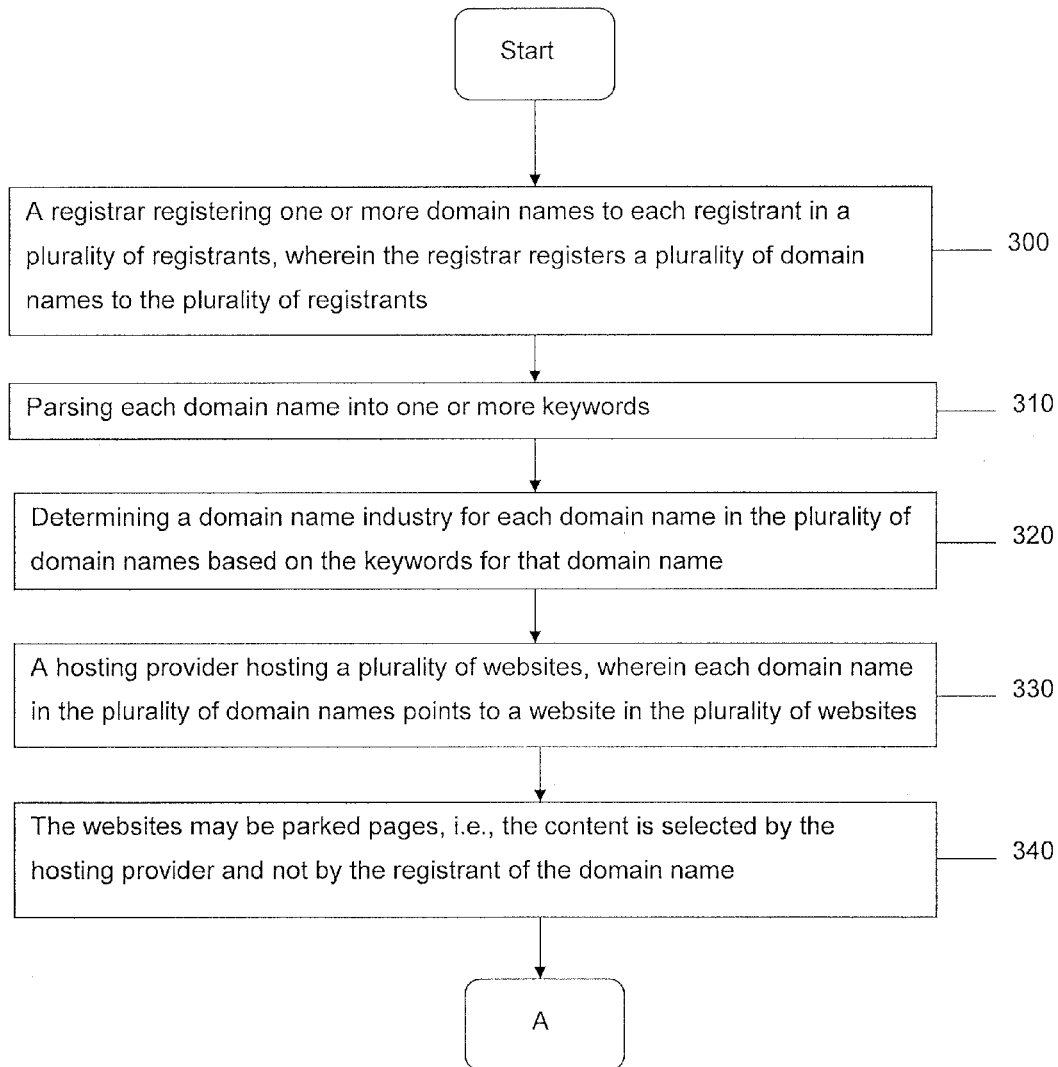 Start
A registrar registering one or more domain names to each registrant in a
plurality of registrants, wherein the registrar registers a plurality of domain
names to the plurality of registrants
300
Parsing each domain name into one or more keywords
310
Determining a domain name industry for each domain name in the plurality of
domain names based on the keywords for that domain name
320
A hosting provider hosting a plurality of websites, wherein each domain name
in the plurality of domain names points to a website in the plurality of websites
330
The websites may be parked pages, i.e., the content is selected by the
hosting provider and not by the registrant of the domain name
340
A